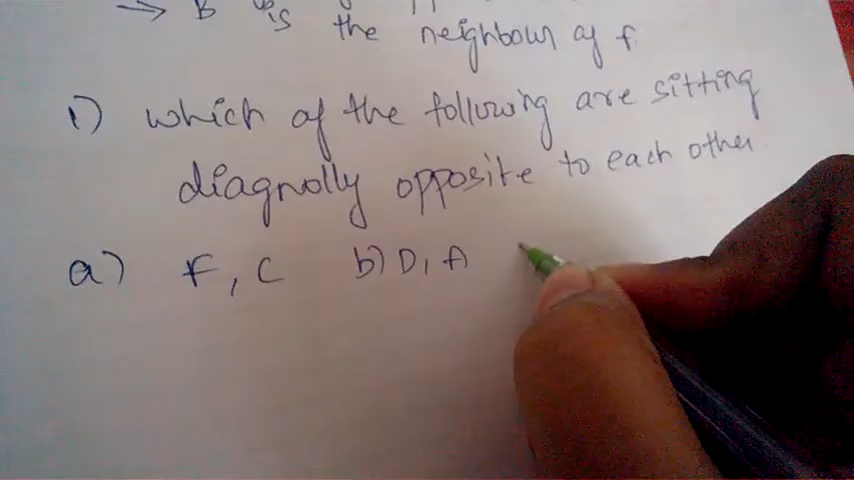 → B is the neighbour of f.
1) which of the following are sitting
diagnolly opposite to each other
a) F, C b) D, A